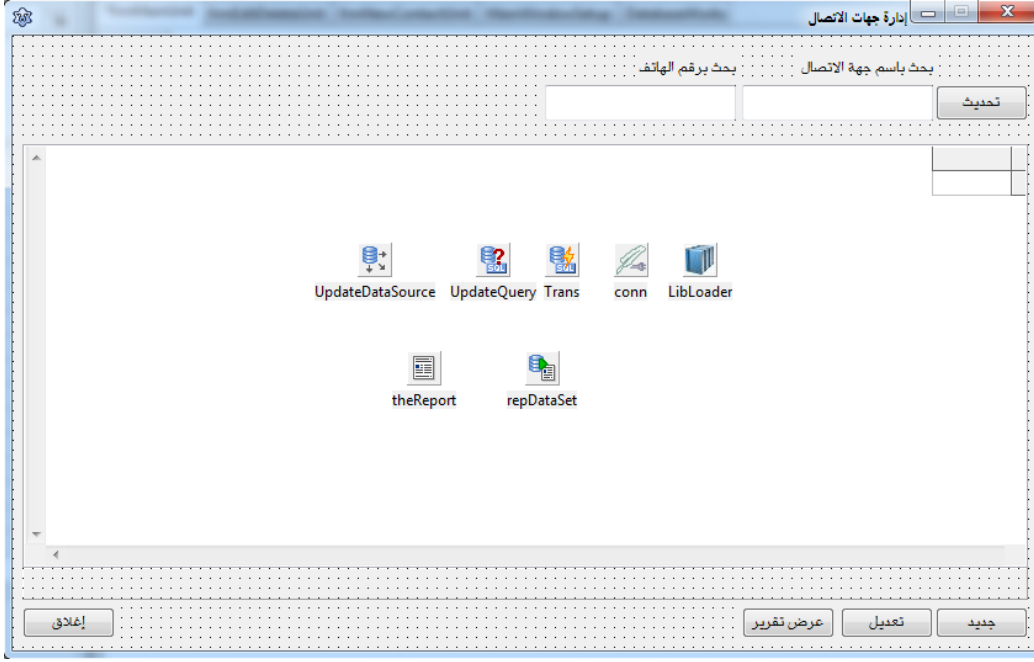 إدارة جهات الاتصال
بحث باسم جهة الاتصال
بحث برقم الهاتف
تحديث
UpdateDataSource UpdateQuery Trans conn LibLoader
theReport repDataSet
جديد
تعديل
عرض تقرير
إغلاق